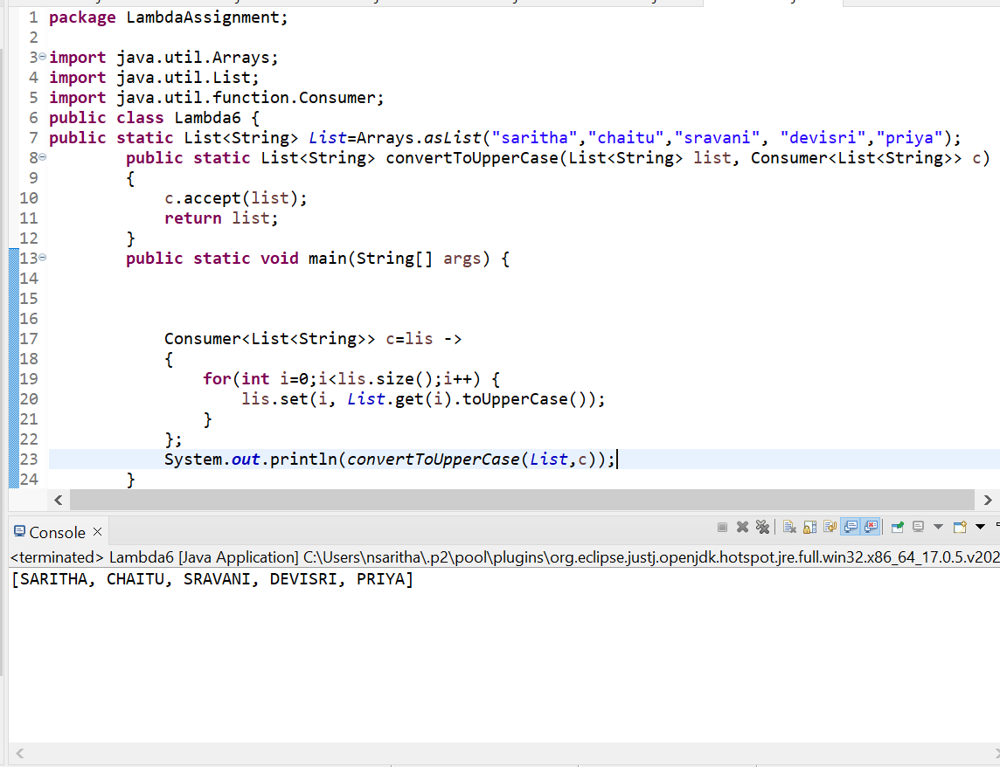 1 package LambdaAssignment;
2
3 import java.util.Arrays;
4 import java.util.List;
5 import java.util.function.Consumer;
6 public class Lambda6 {
7 public static List<String> List=Arrays.asList("saritha","chaitu","sravani", "devisri","priya");
8 public static List<String> convertToUpperCase(List<String> list, Consumer<List<String>> c)
9 {
10 c.accept(list);
11 return list;
12 }
13 public static void main(String[] args) {
14
15
16
17 Consumer<List<String>> c=lis ->
18 {
19 for(int i=0;i<lis.size();i++) {
20 lis.set(i, List.get(i).toUpperCase());
21 }
22 };
23 System.out.println(convertToUpperCase(List,c));
24 }
Console
<terminated> Lambda6 [Java Application] C:\Users\nsaritha\.p2\pool\plugins\org.eclipse.justj.openjdk.hotspot.jre.full.win32.x86_64_17.0.5.v202
[SARITHA, CHAITU, SRAVANI, DEVISRI, PRIYA]